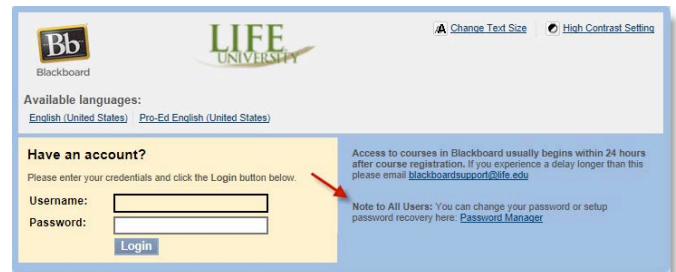 Bb
Blackboard
LIFE
UNIVERSITY
A Change Text Size
High Contrast Setting
Available languages:
English (United States) Pro-Ed English (United States)
Have an account?
Please enter your credentials and click the Login button below.
Username:
Password:
Login
Access to courses in Blackboard usually begins within 24 hours
after course registration. If you experience a delay longer than this
please email blackboardsupport@life.edu
Note to All Users: You can change your password or setup
password recovery here: Password Manager